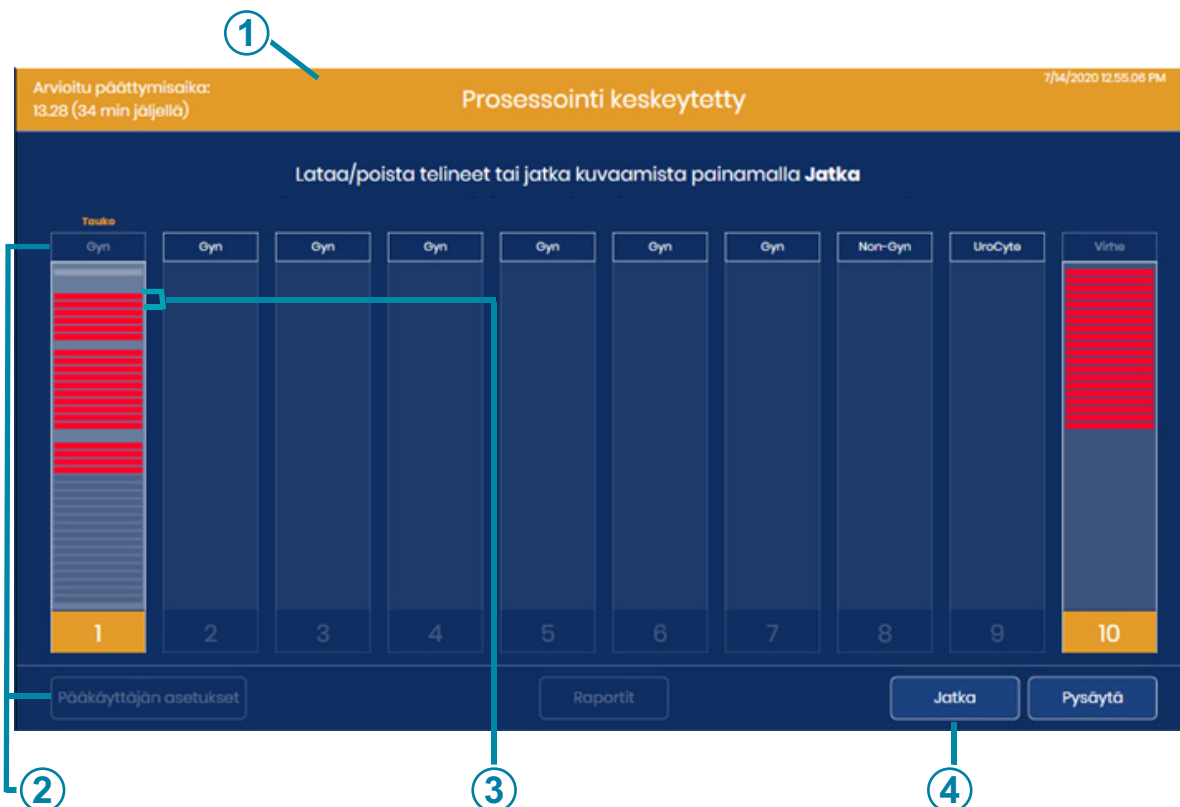 1
Arvioitu päättymisaika:
13.28 (34 min jäljellä)
Prosessointi keskeytetty
7/14/2020 12.55.06 PM
Lataa/poista telineet tai jatka kuvaamista painamalla Jatka
Tauko
Gyn Gyn Gyn Gyn Gyn Gyn Gyn Non-Gyn UroCyte Virhe
1 2 3 4 5 6 7 8 9 10
Pääkäyttäjän asetukset Raportit Jatka Pysäytä
2 3 4